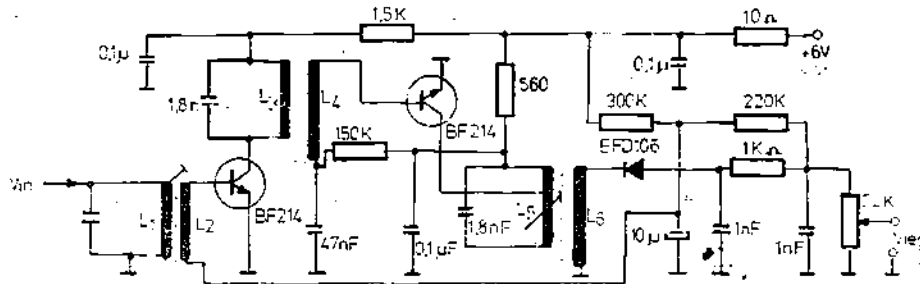 1,5K
10Ω
+6V
0,1µ
0,1µ
1,8n
L4
560
300K
220K
BF214
150K
EFD106
1KΩ
Vin
L1
L2
BF214
L5
L6
1,8nF
47nF
0,1µF
10µ
1nF
1nF